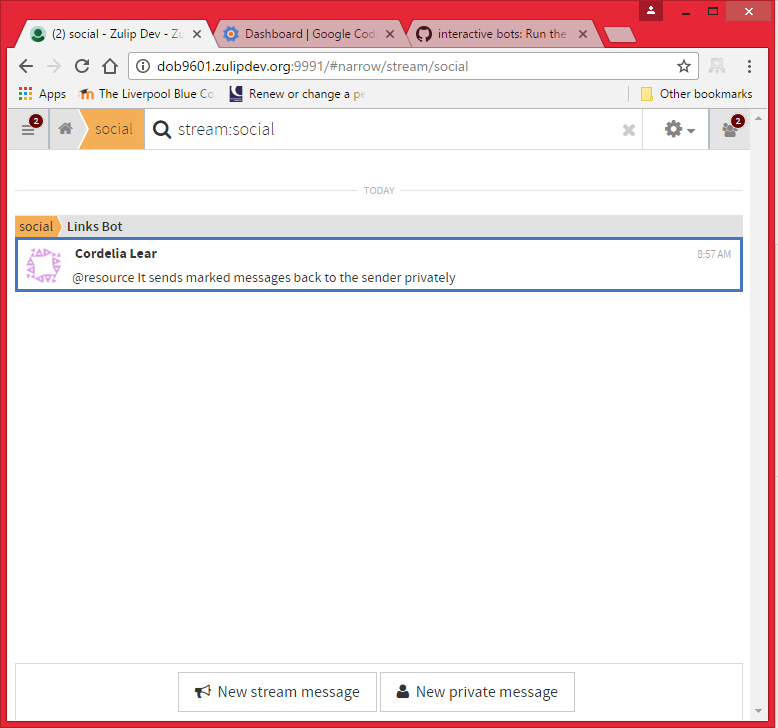 (2) social - Zulip Dev - Zu
Dashboard | Google Cod
interactive bots: Run the
dob9601.zulipdev.org:9991/#narrow/stream/social
Apps
The Liverpool Blue Co
Renew or change a pe
Other bookmarks
2
social
stream:social
2
TODAY
social
Links Bot
Cordelia Lear
8:57 AM
@resource It sends marked messages back to the sender privately
New stream message
New private message